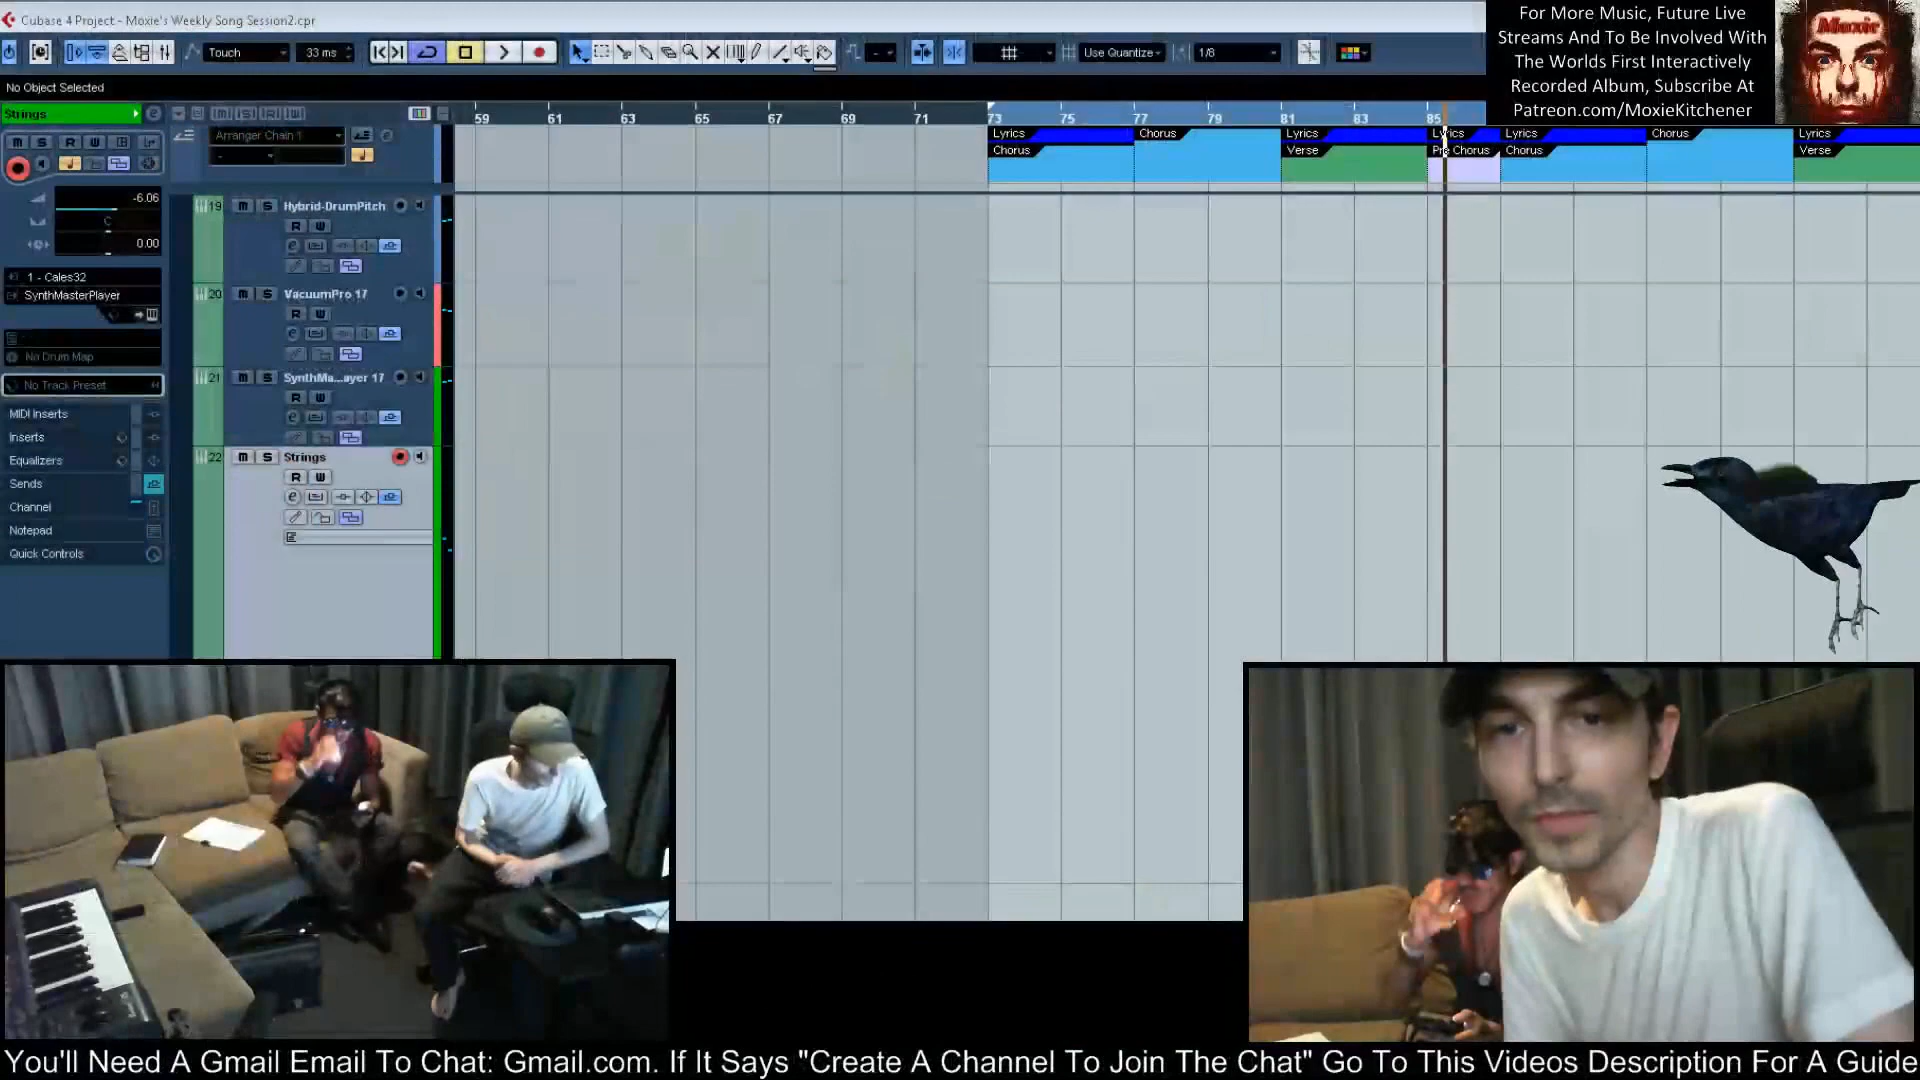 Cubase 4 Project - Moxie's Weekly Song Session2.cpr
Touch
33 ms
Use Quantize
1/8
No Object Selected
For More Music, Future Live
Streams And To Be Involved With
The Worlds First Interactively
Recorded Album, Subscribe At
Patreon.com/MoxieKitchener
Moxie
Strings
Arranger Chain 1
59 61 63 65 67 69 71 73 75 77 79 81 83 85
Lyrics Chorus Lyrics Lyrics Lyrics Chorus Lyrics
Chorus Verse Pre Chorus Chorus Verse
M S R W
-6.06
C
0.00
1 - Cales32
SynthMasterPlayer
No Drum Map
No Track Preset
MIDI Inserts
Inserts
Equalizers
Sends
Channel
Notepad
Quick Controls
19 M S Hybrid-DrumPitch
R W
20 M S VacuumPro 17
R W
21 M S SynthMa...ayer 17
R W
22 M S Strings
R W
You'll Need A Gmail Email To Chat: Gmail.com. If It Says "Create A Channel To Join The Chat" Go To This Videos Description For A Guide